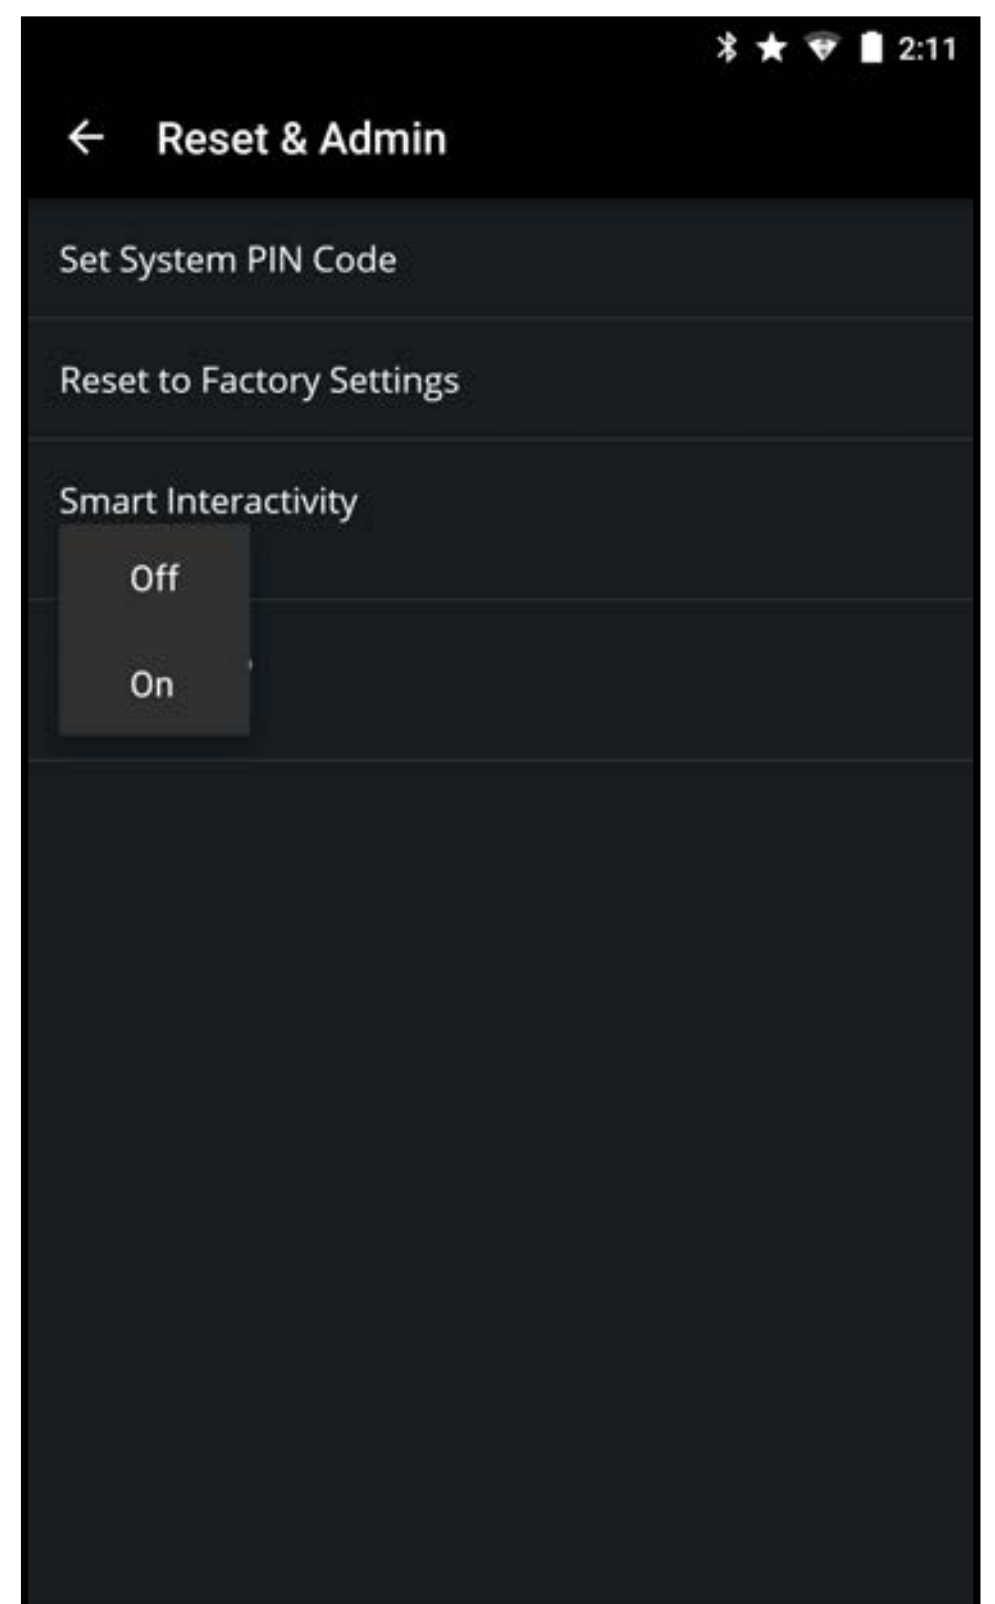 2:11
Reset & Admin
Set System PIN Code
Reset to Factory Settings
Smart Interactivity
Off
On